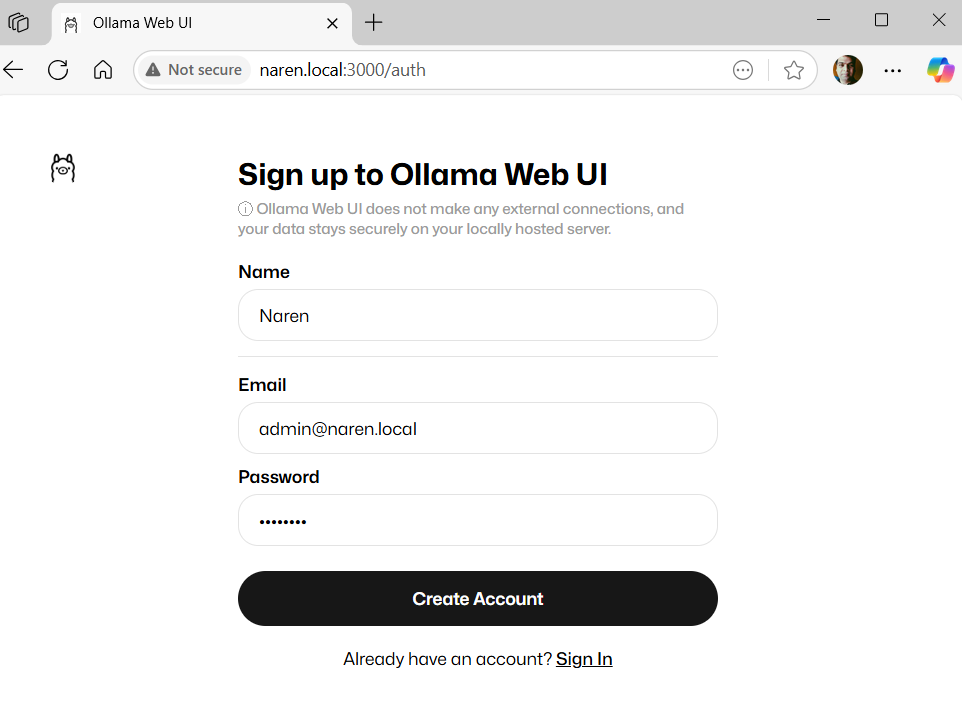 Ollama Web UI
Not secure naren.local:3000/auth
Sign up to Ollama Web UI
Ollama Web UI does not make any external connections, and
your data stays securely on your locally hosted server.
Name
Naren
Email
admin@naren.local
Password
••••••••
Create Account
Already have an account? Sign In